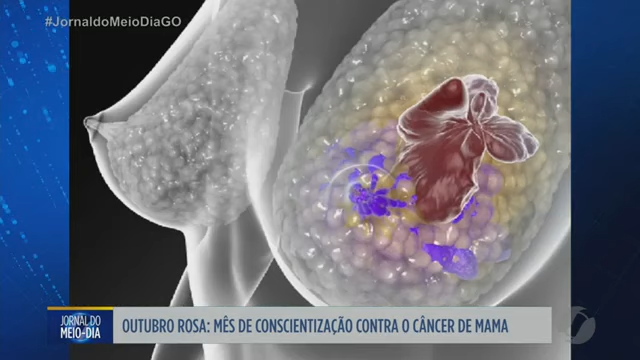 #JornaldoMeioDiaGO
JORNAL DO
MEIO-DIA
OUTUBRO ROSA: MÊS DE CONSCIENTIZAÇÃO CONTRA O CÂNCER DE MAMA